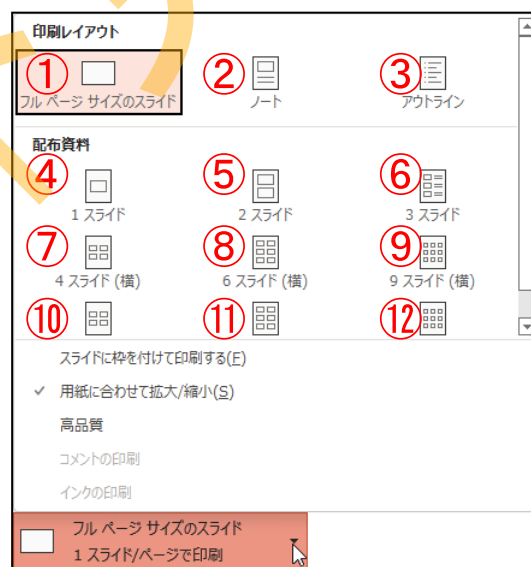 印刷レイアウト
① ② ③
フル ページ サイズのスライド ノート アウトライン
配布資料
④ ⑤ ⑥
1 スライド 2 スライド 3 スライド
⑦ ⑧ ⑨
4 スライド (横) 6 スライド (横) 9 スライド (横)
⑩ ⑪ ⑫
スライドに枠を付けて印刷する(F)
✓ 用紙に合わせて拡大/縮小(S)
高品質
コメントの印刷
インクの印刷
フル ページ サイズのスライド
1 スライド/ページで印刷